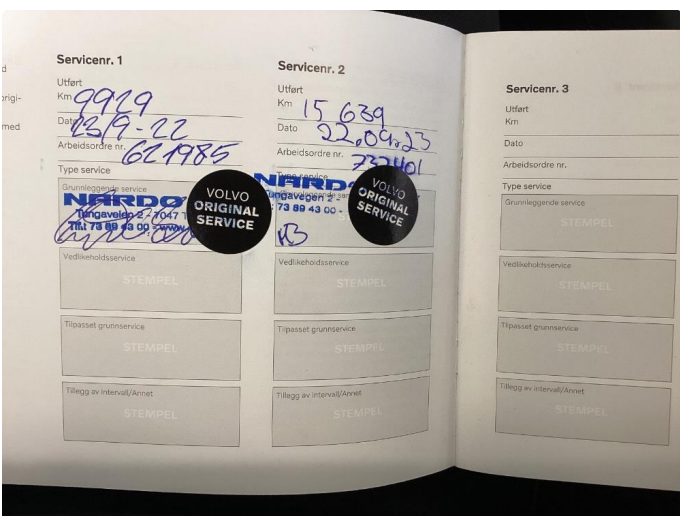 Servicenr. 1
Utført
Km 9929
Dato 23/9-22
Arbeidsordre nr. 621985
Type service
Grunnleggende service
NARDO
Tungavegen 2 - 7047
Tlf.: 73 89 43 00 - www.
VOLVO
ORIGINAL
SERVICE
Vedlikeholdsservice
STEMPEL
Tilpasset grunnservice
STEMPEL
Tillegg av intervall/Annet
STEMPEL
Servicenr. 2
Utført
Km 15 639
Dato 22.09.23
Arbeidsordre nr. 737401
Type service
NARDO
Tungavegen 2 -
: 73 89 43 00 -
VOLVO
ORIGINAL
SERVICE
Vedlikeholdsservice
STEMPEL
Tilpasset grunnservice
STEMPEL
Tillegg av intervall/Annet
STEMPEL
Servicenr. 3
Utført
Km
Dato
Arbeidsordre nr.
Type service
Grunnleggende service
STEMPEL
Vedlikeholdsservice
STEMPEL
Tilpasset grunnservice
STEMPEL
Tillegg av intervall/Annet
STEMPEL